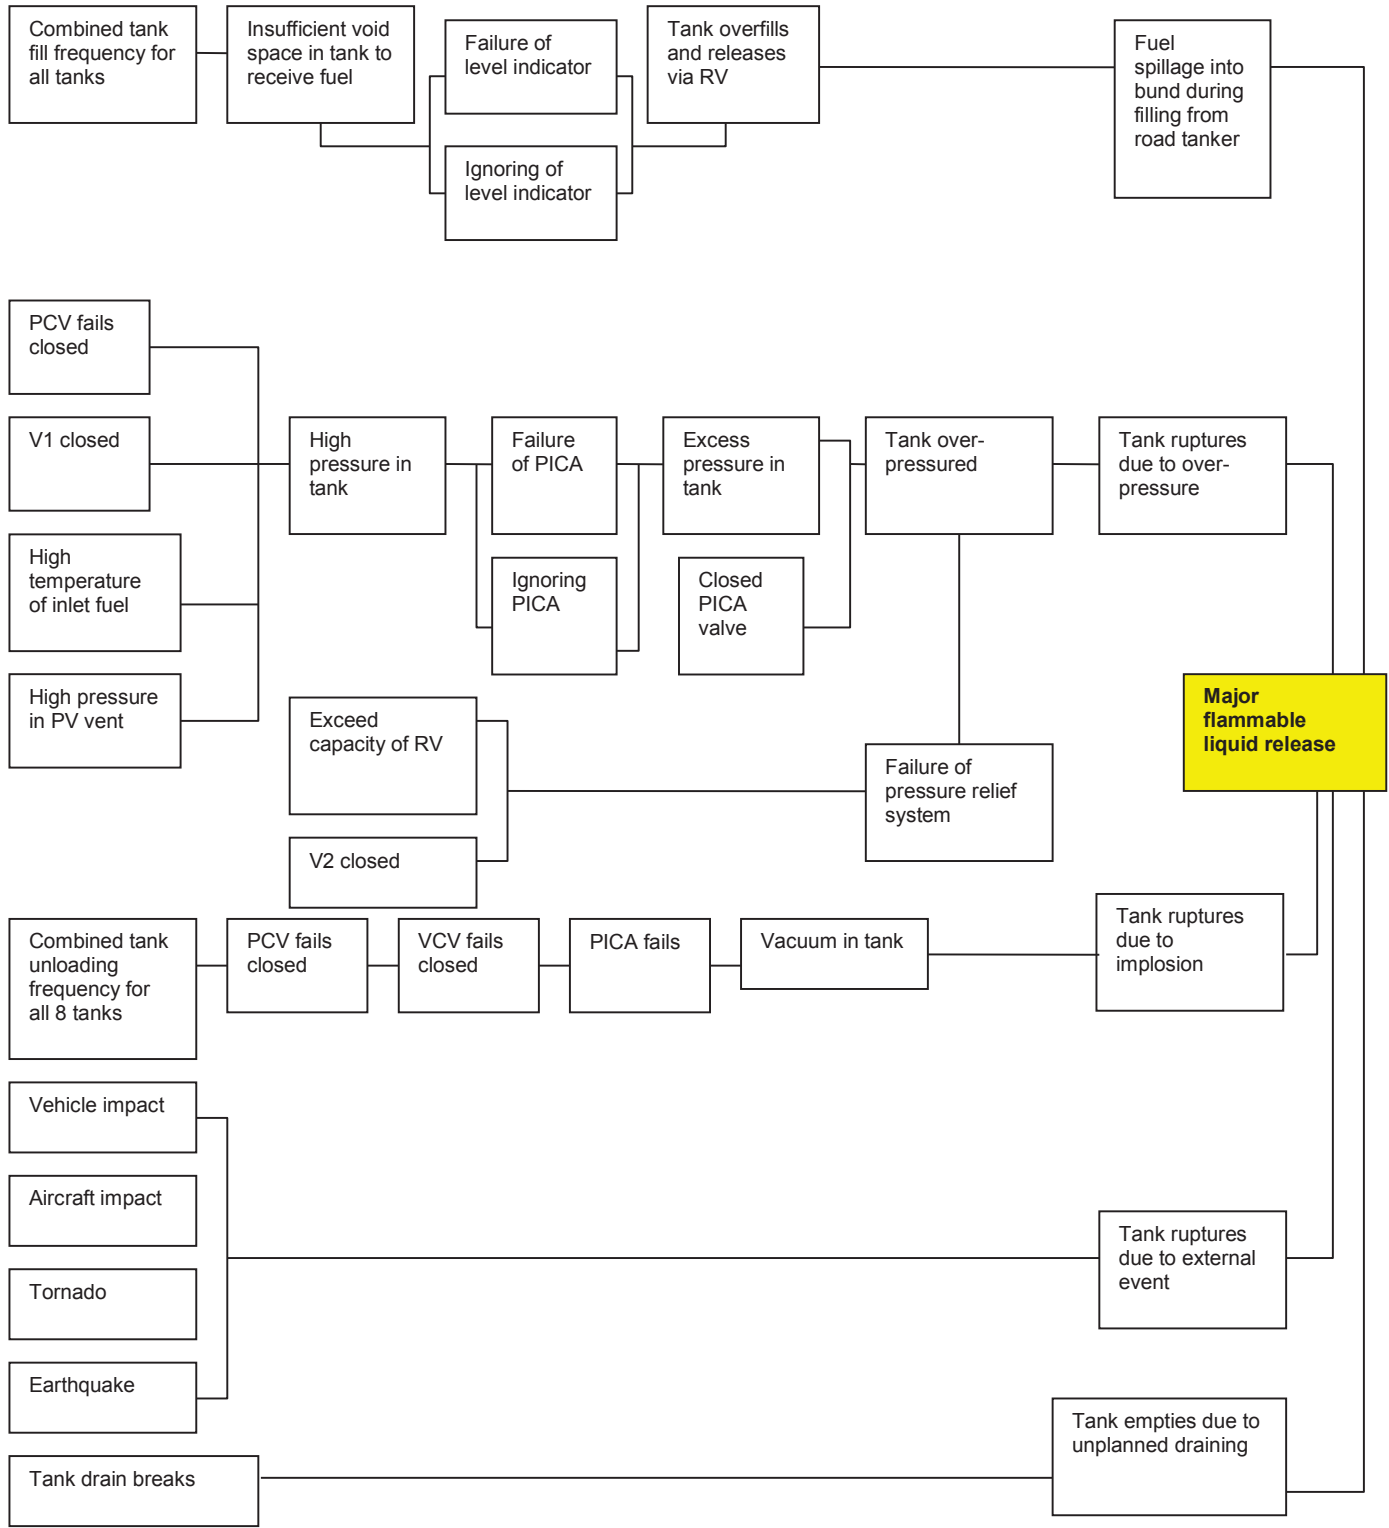 Combined tank
fill frequency for
all tanks
Insufficient void
space in tank to
receive fuel
Failure of
level indicator
Ignoring of
level indicator
Tank overfills
and releases
via RV
Fuel
spillage into
bund during
filling from
road tanker
PCV fails
closed
V1 closed
High
temperature
of inlet fuel
High pressure
in PV vent
High
pressure in
tank
Failure
of PICA
Ignoring
PICA
Excess
pressure in
tank
Closed
PICA
valve
Tank over-
pressured
Tank ruptures
due to over-
pressure
Exceed
capacity of RV
V2 closed
Failure of
pressure relief
system
Major
flammable
liquid release
Combined tank
unloading
frequency for
all 8 tanks
PCV fails
closed
VCV fails
closed
PICA fails
Vacuum in tank
Tank ruptures
due to
implosion
Vehicle impact
Aircraft impact
Tornado
Earthquake
Tank ruptures
due to external
event
Tank drain breaks
Tank empties due to
unplanned draining